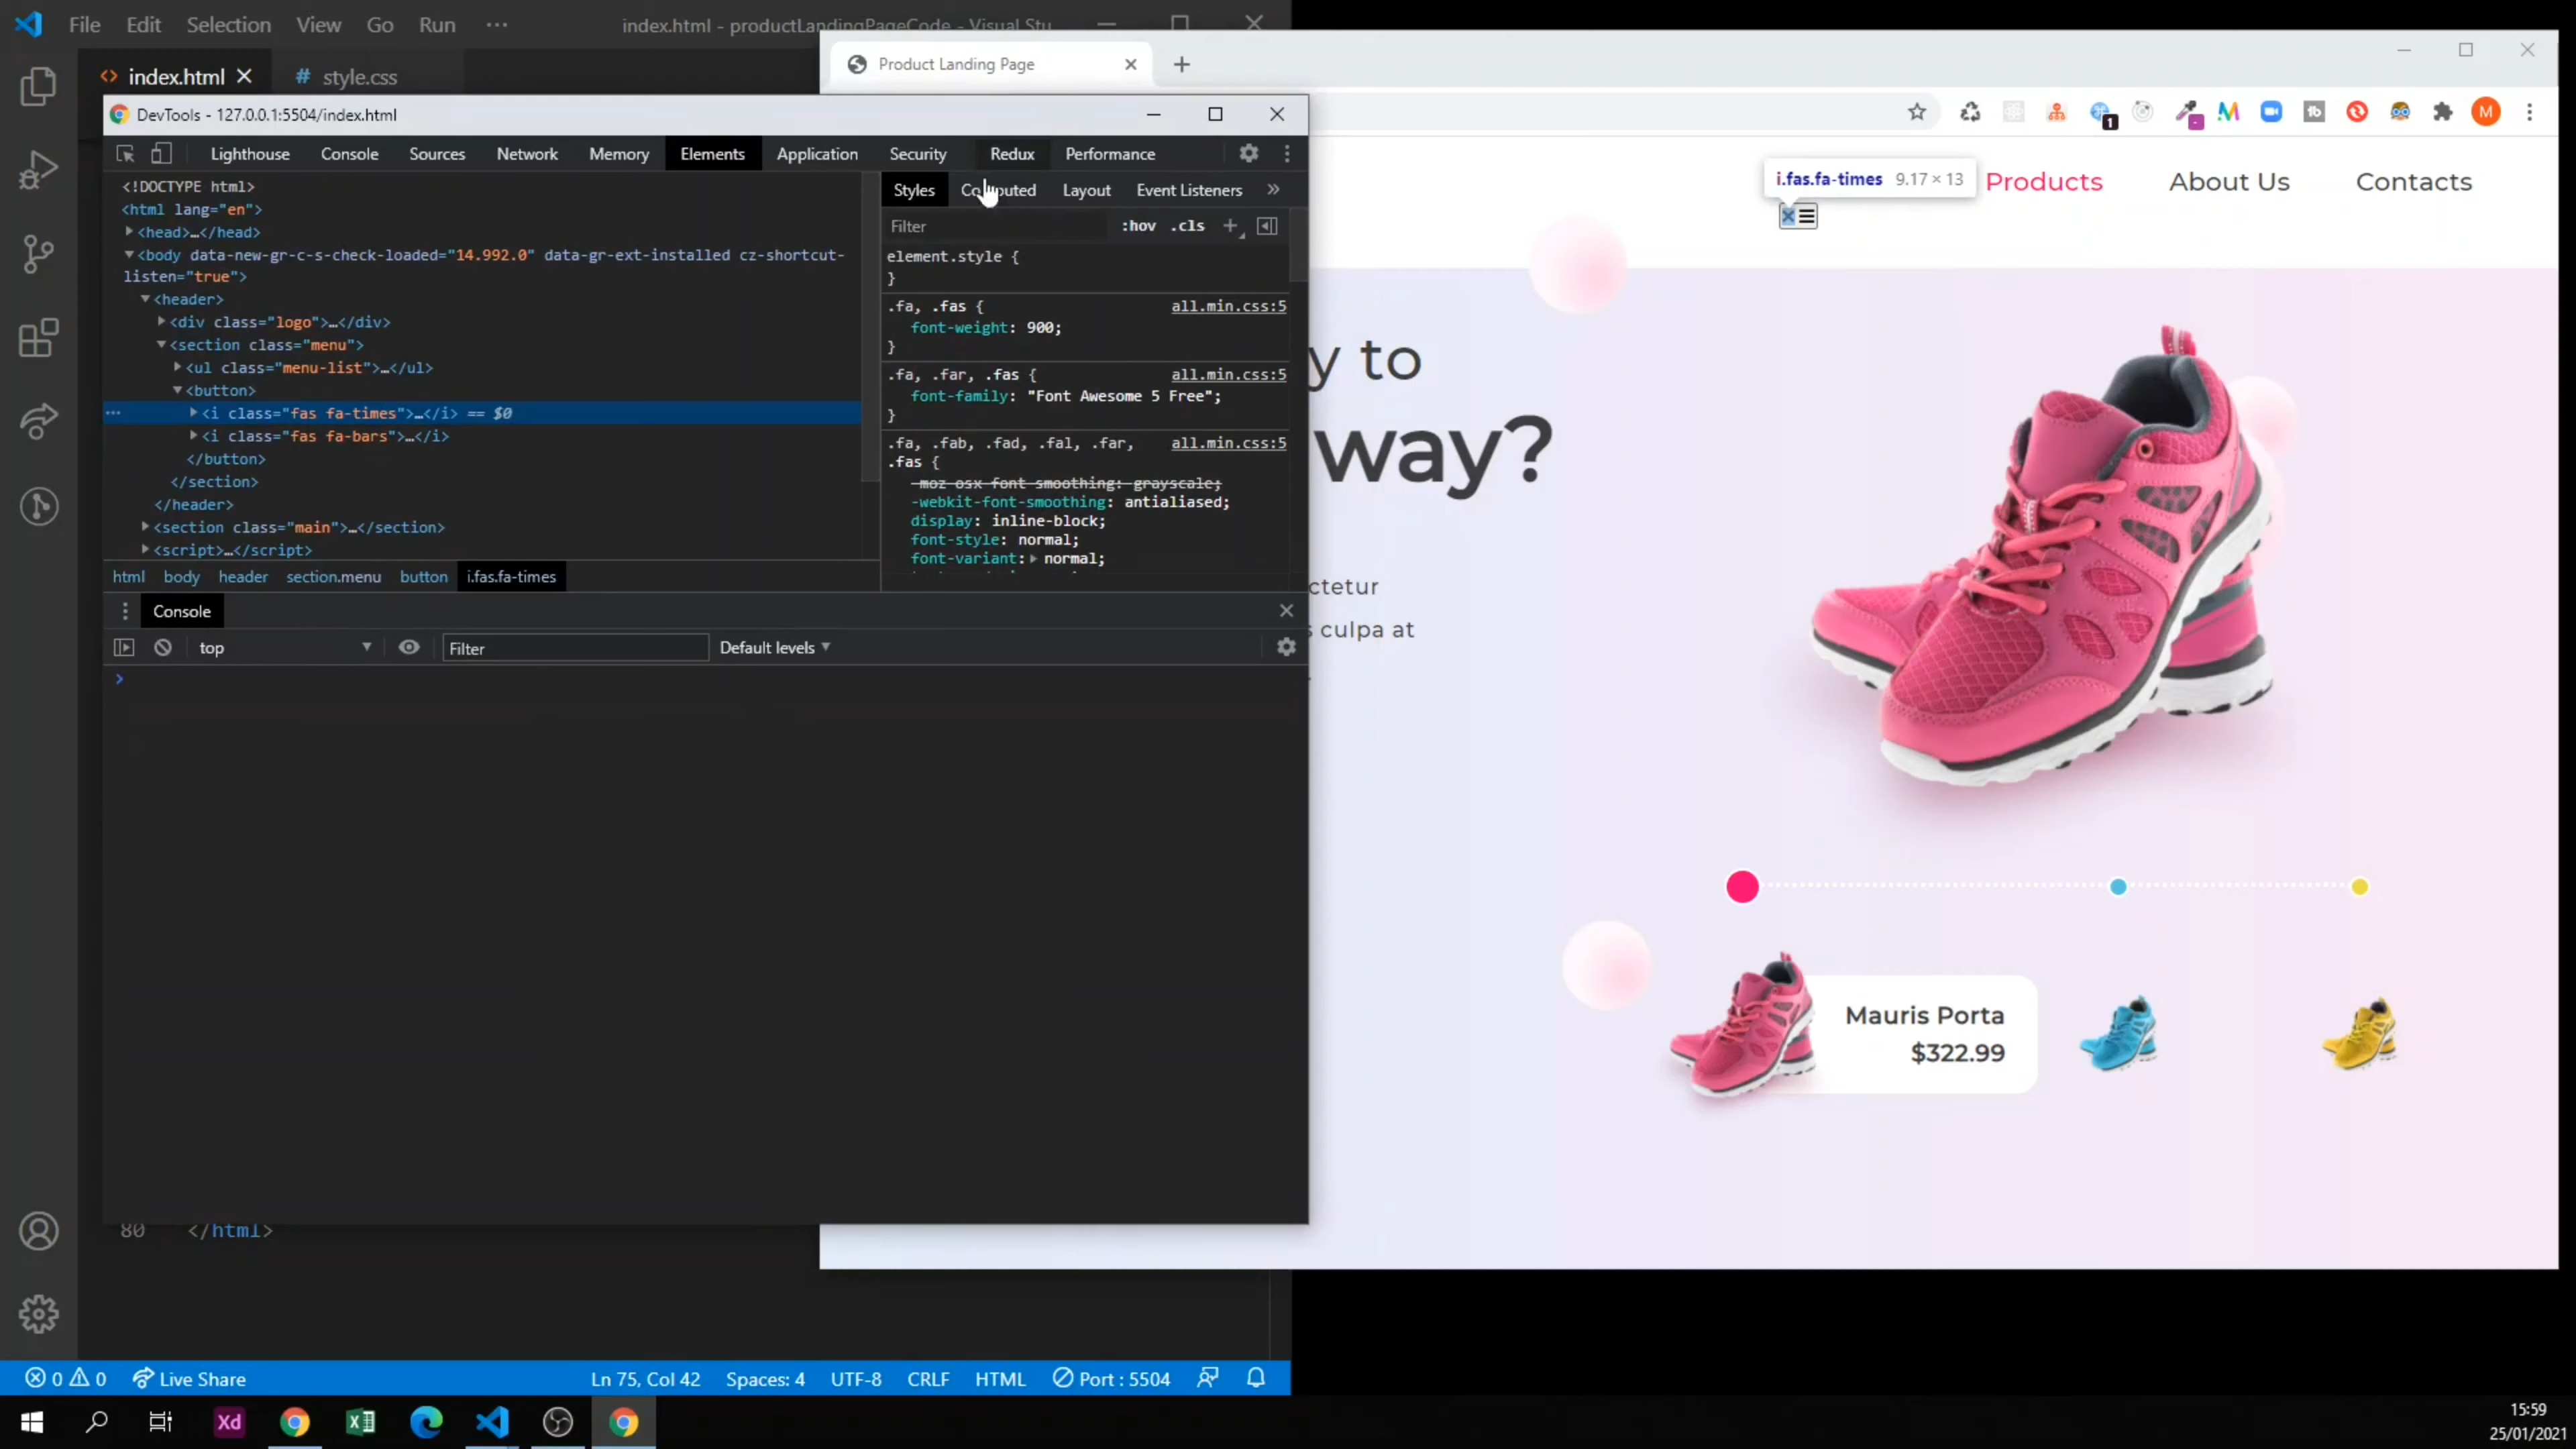 File Edit Selection View Go Run ··· index.html - productLandingPageCode - Visual Stu
index.html style.css
Product Landing Page
DevTools - 127.0.0.1:5504/index.html
Lighthouse Console Sources Network Memory Elements Application Security Redux Performance
<!DOCTYPE html>
<html lang="en">
<head>…</head>
<body data-new-gr-c-s-check-loaded="14.992.0" data-gr-ext-installed cz-shortcut-
listen="true">
<header>
<div class="logo">…</div>
<section class="menu">
<ul class="menu-list">…</ul>
<button>
<i class="fas fa-times">…</i> == $0
<i class="fas fa-bars">…</i>
</button>
</section>
</header>
<section class="main">…</section>
<script>…</script>
html body header section.menu button i.fas.fa-times
Styles Computed Layout Event Listeners »
Filter :hov .cls +
element.style {
}
.fa, .fas { all.min.css:5
font-weight: 900;
}
.fa, .far, .fas { all.min.css:5
font-family: "Font Awesome 5 Free";
}
.fa, .fab, .fad, .fal, .far, all.min.css:5
.fas {
-moz-osx-font-smoothing: grayscale;
-webkit-font-smoothing: antialiased;
display: inline-block;
font-style: normal;
font-variant: normal;
Console
top Filter Default levels
i.fas.fa-times 9.17 × 13
Products About Us Contacts
1
M
y to
way?
ctetur
culpa at
Mauris Porta
$322.99
80 </html>
0 0 Live Share Ln 75, Col 42 Spaces: 4 UTF-8 CRLF HTML Port : 5504
Xd
15:59
25/01/2021